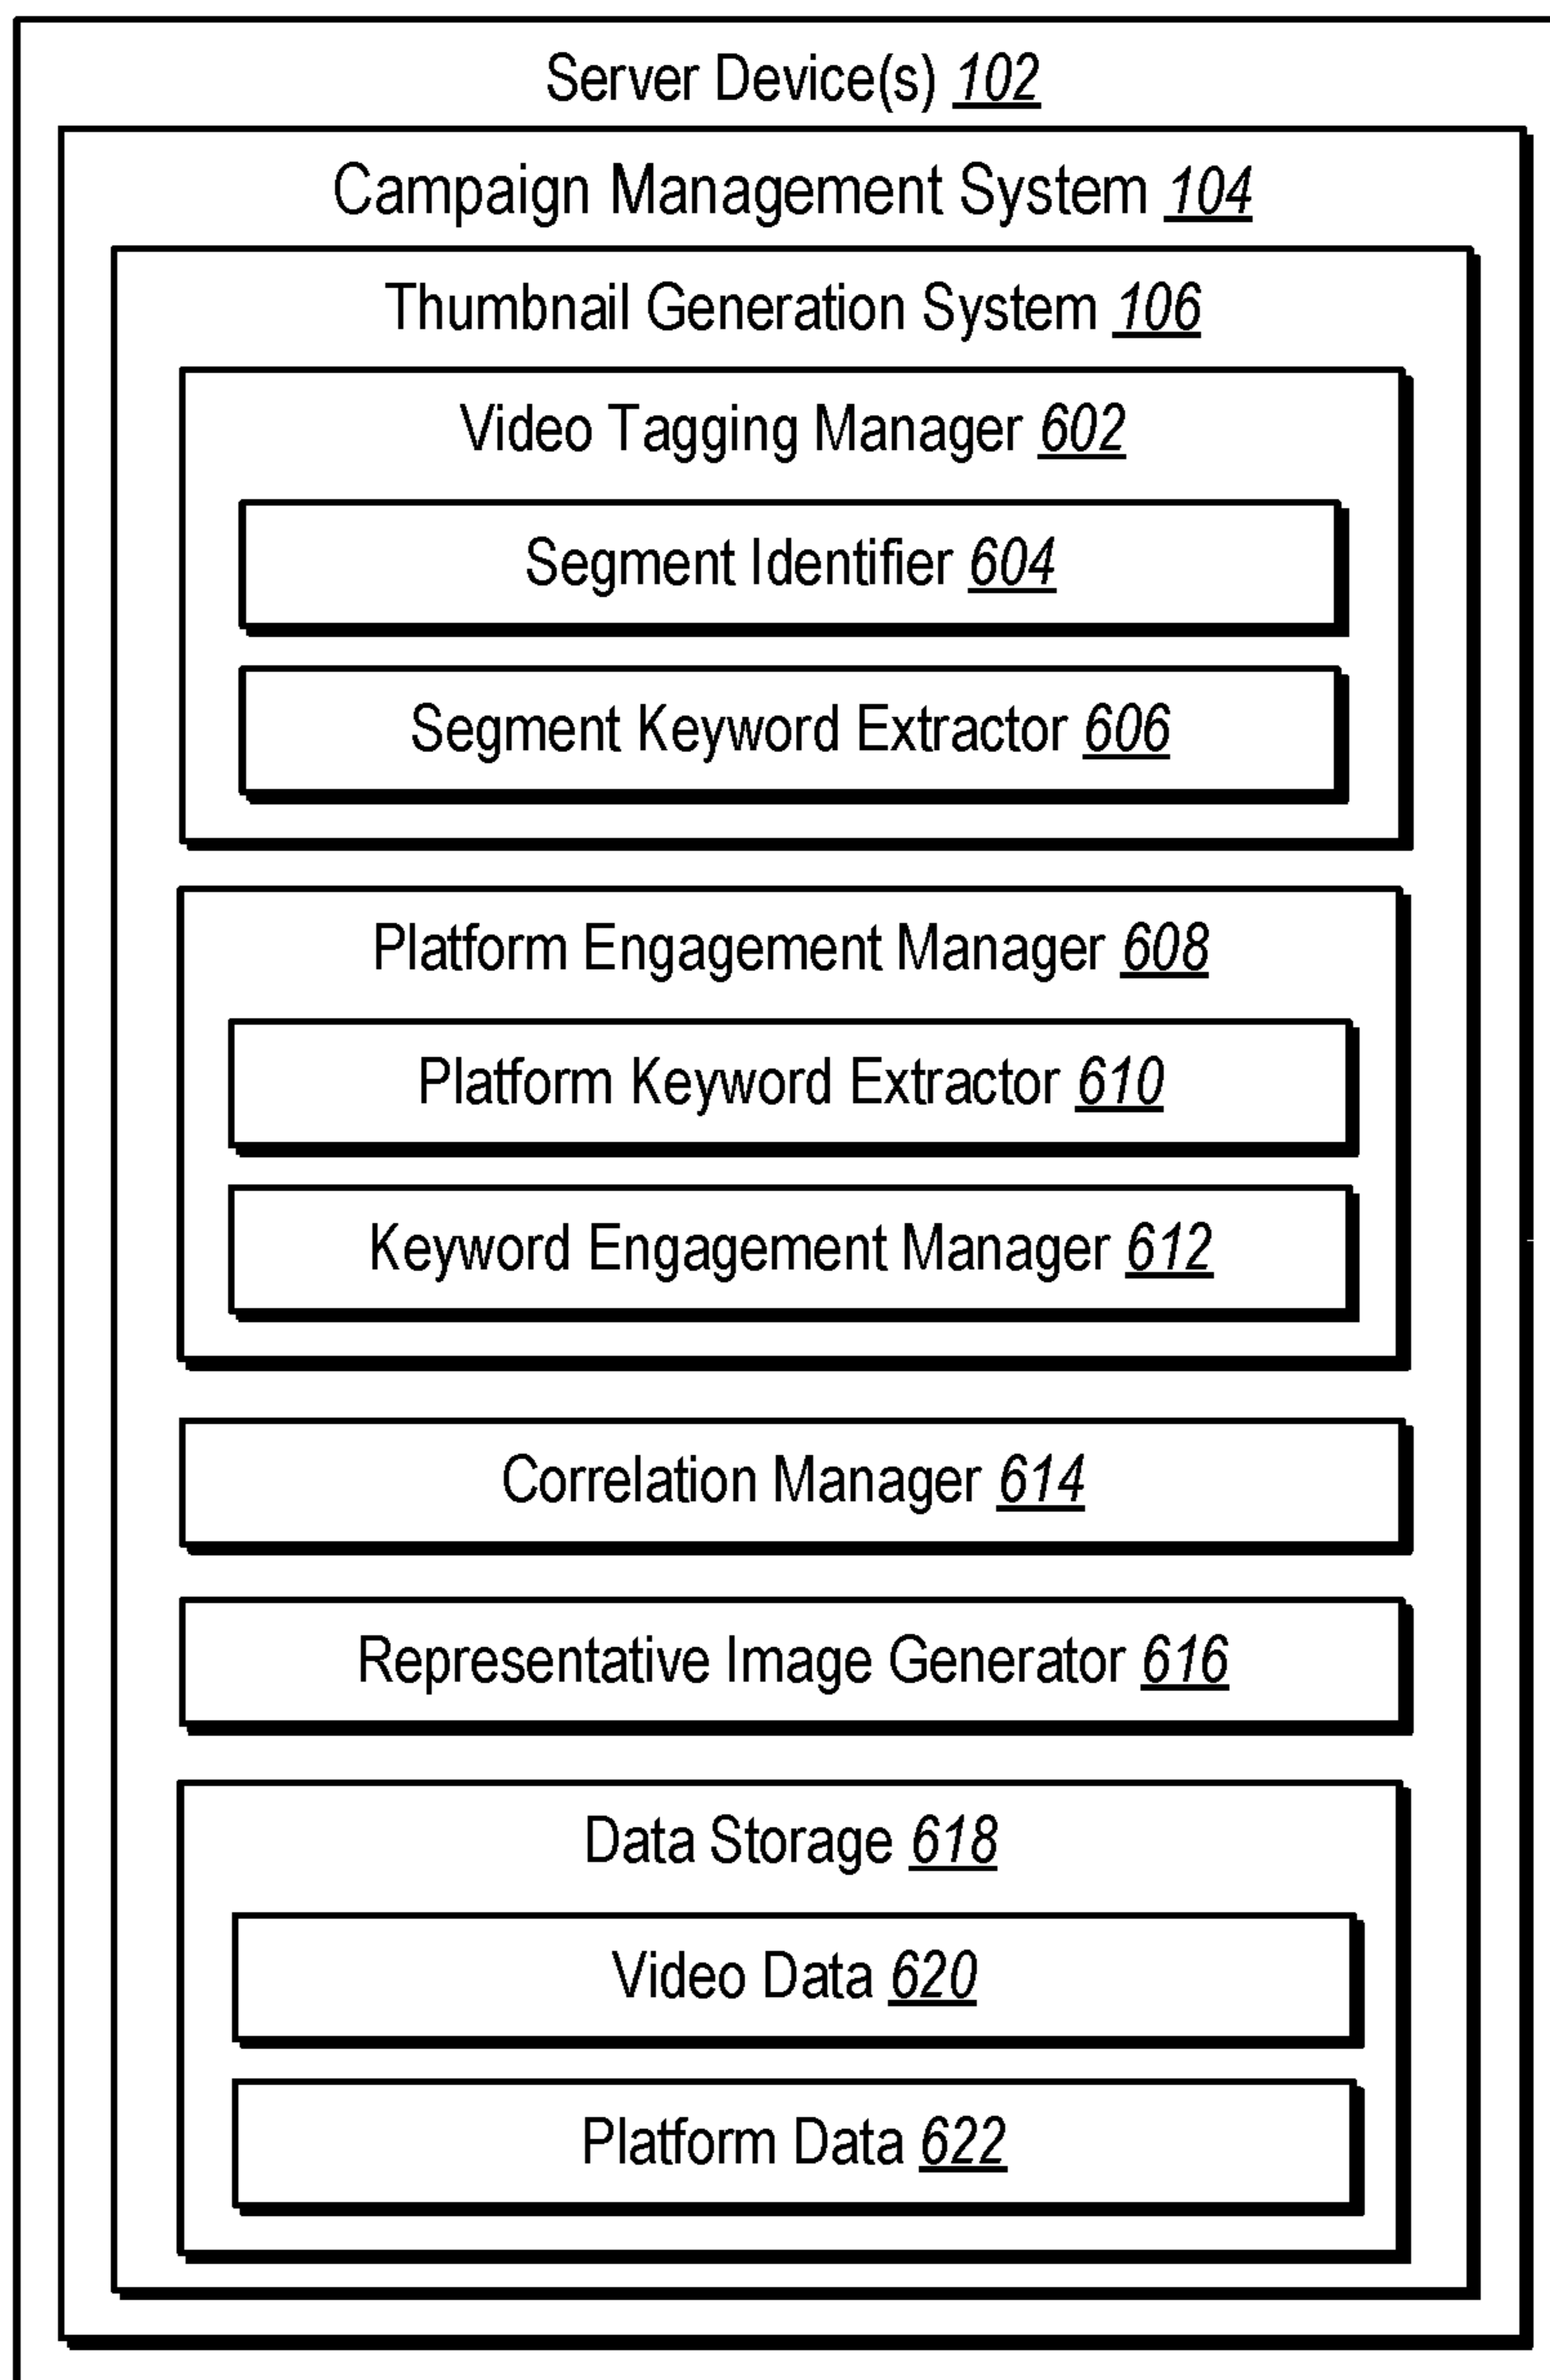 Server Device(s) 102
Campaign Management System 104
Thumbnail Generation System 106
Video Tagging Manager 602
Segment Identifier 604
Segment Keyword Extractor 606
Platform Engagement Manager 608
Platform Keyword Extractor 610
Keyword Engagement Manager 612
Correlation Manager 614
Representative Image Generator 616
Data Storage 618
Video Data 620
Platform Data 622